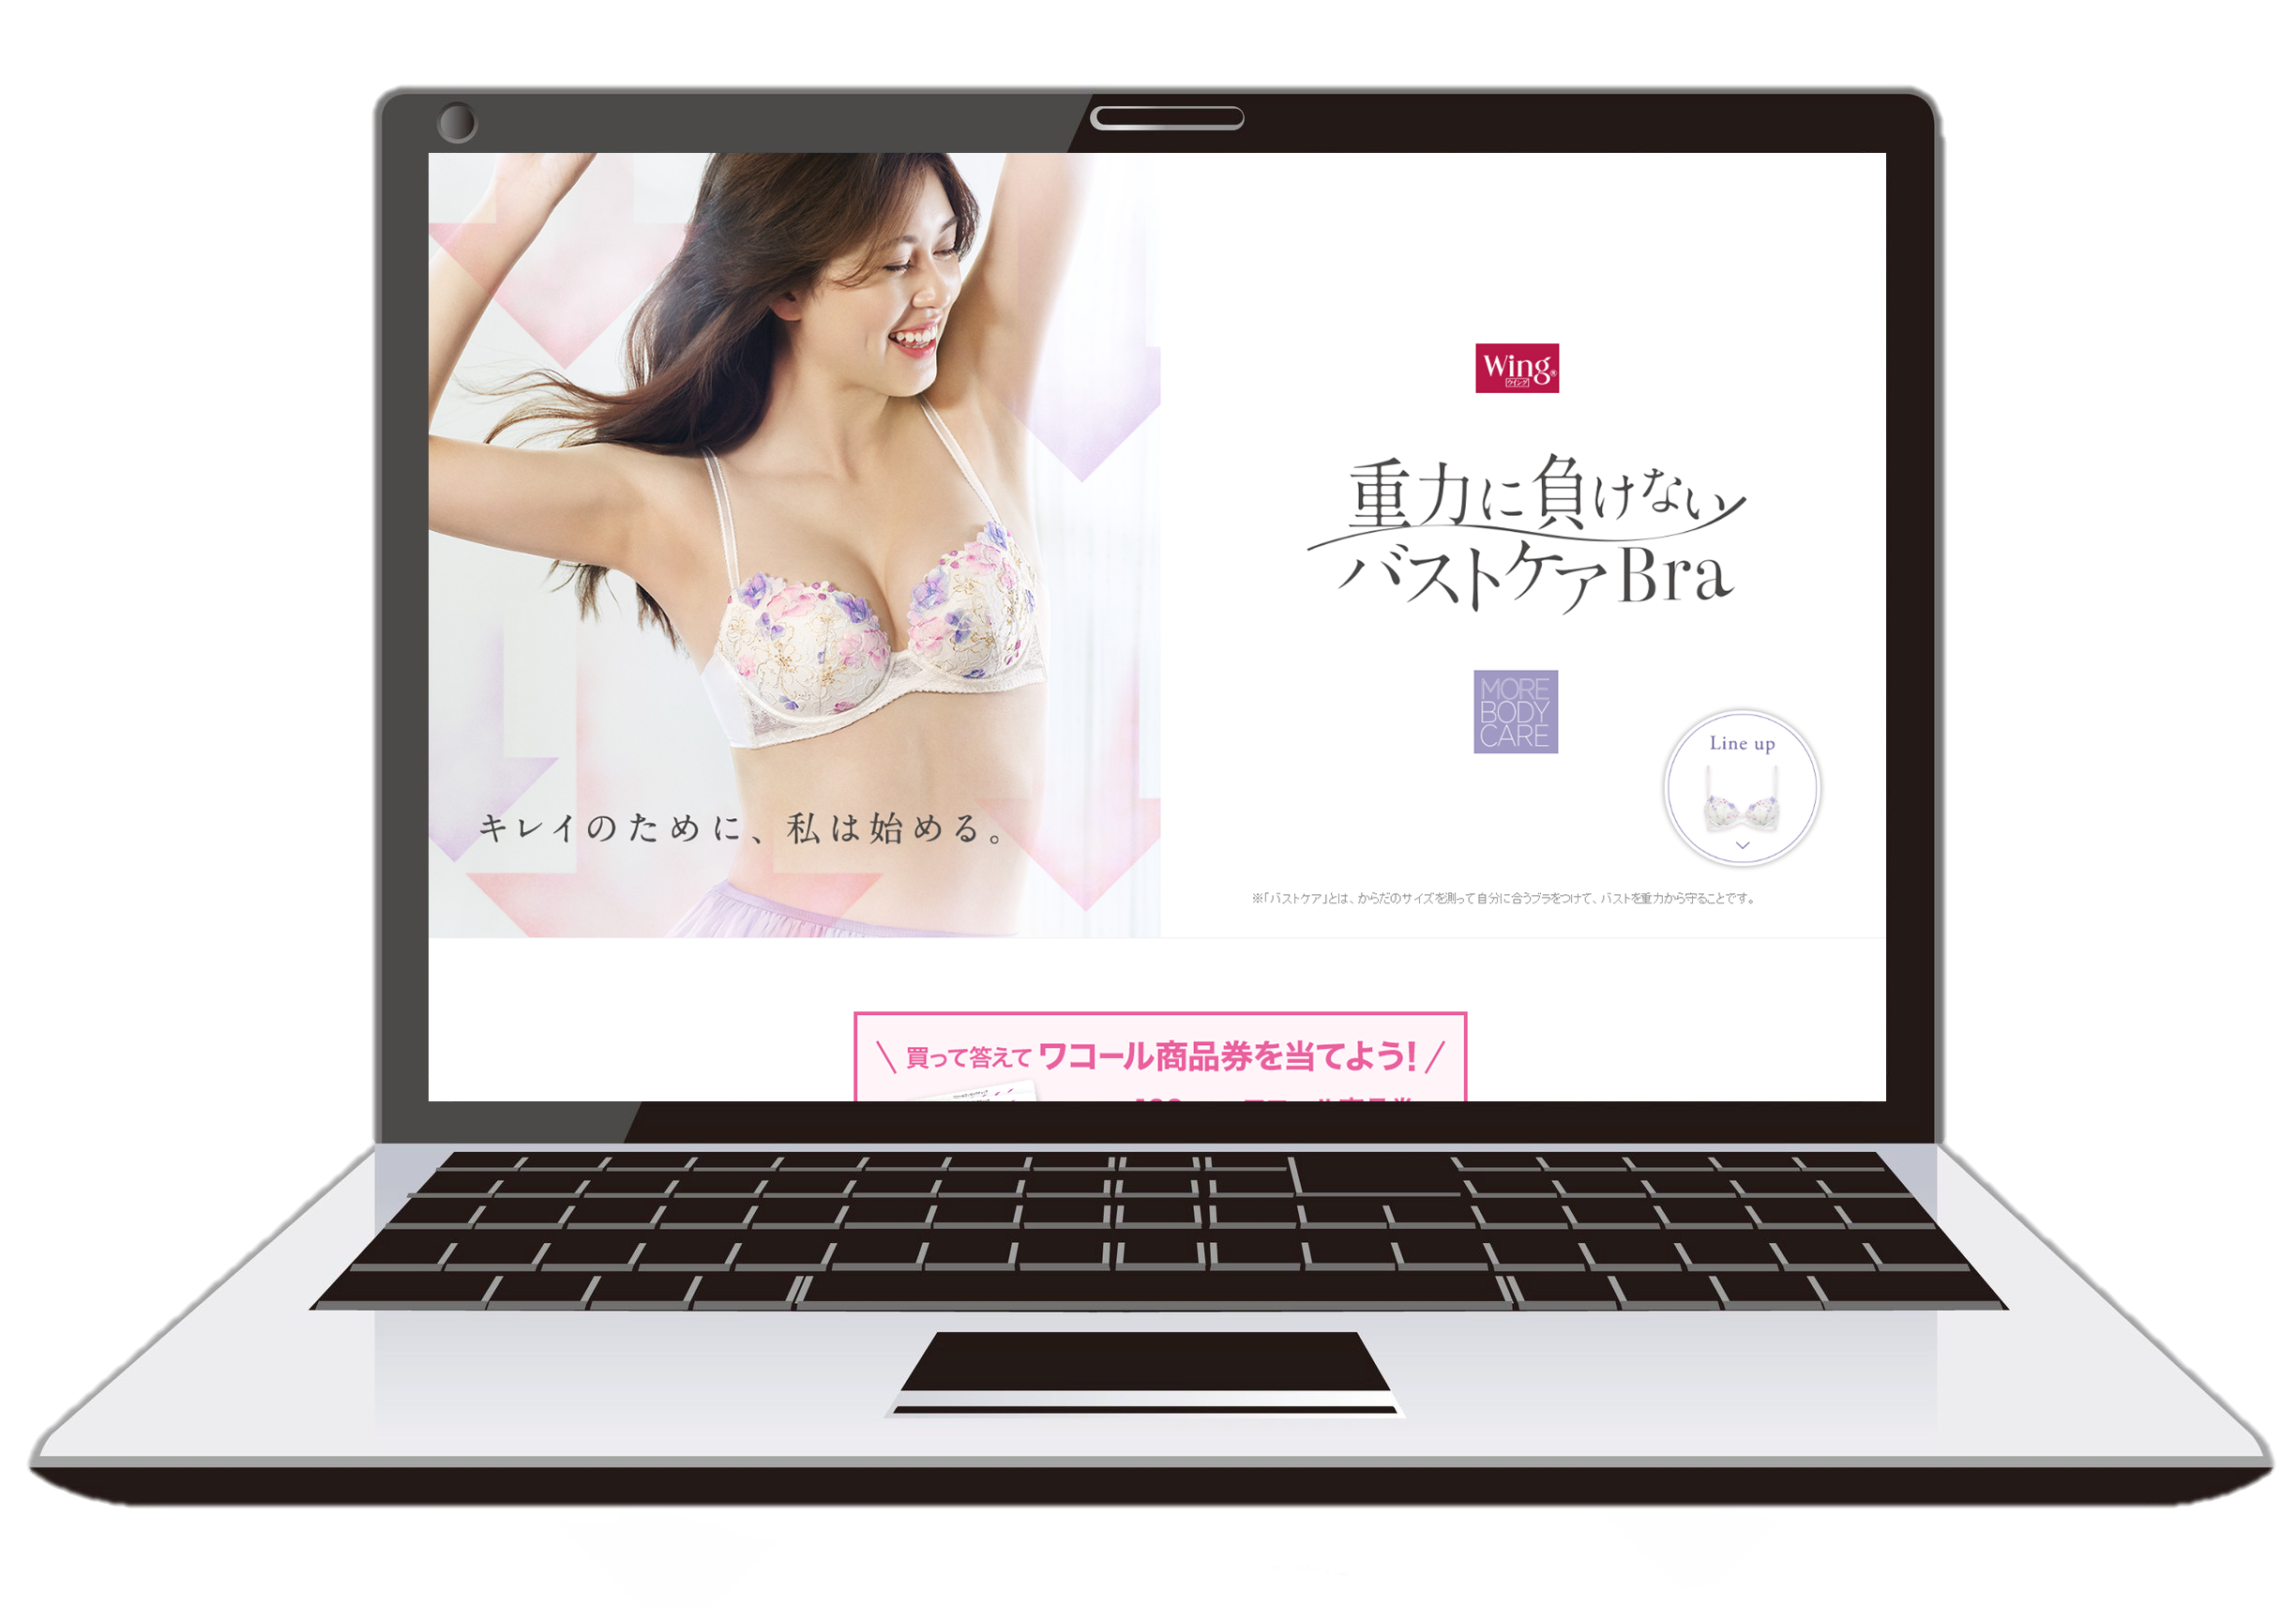 Wing®
ウイング
重力に負けない
バストケアBra
MORE
BODY
CARE
Line up
キレイのために、私は始める。
※「バストケア」とは、からだのサイズを測って自分に合うブラをつけて、バストを重力から守ることです。
買って答えてワコール商品券を当てよう!